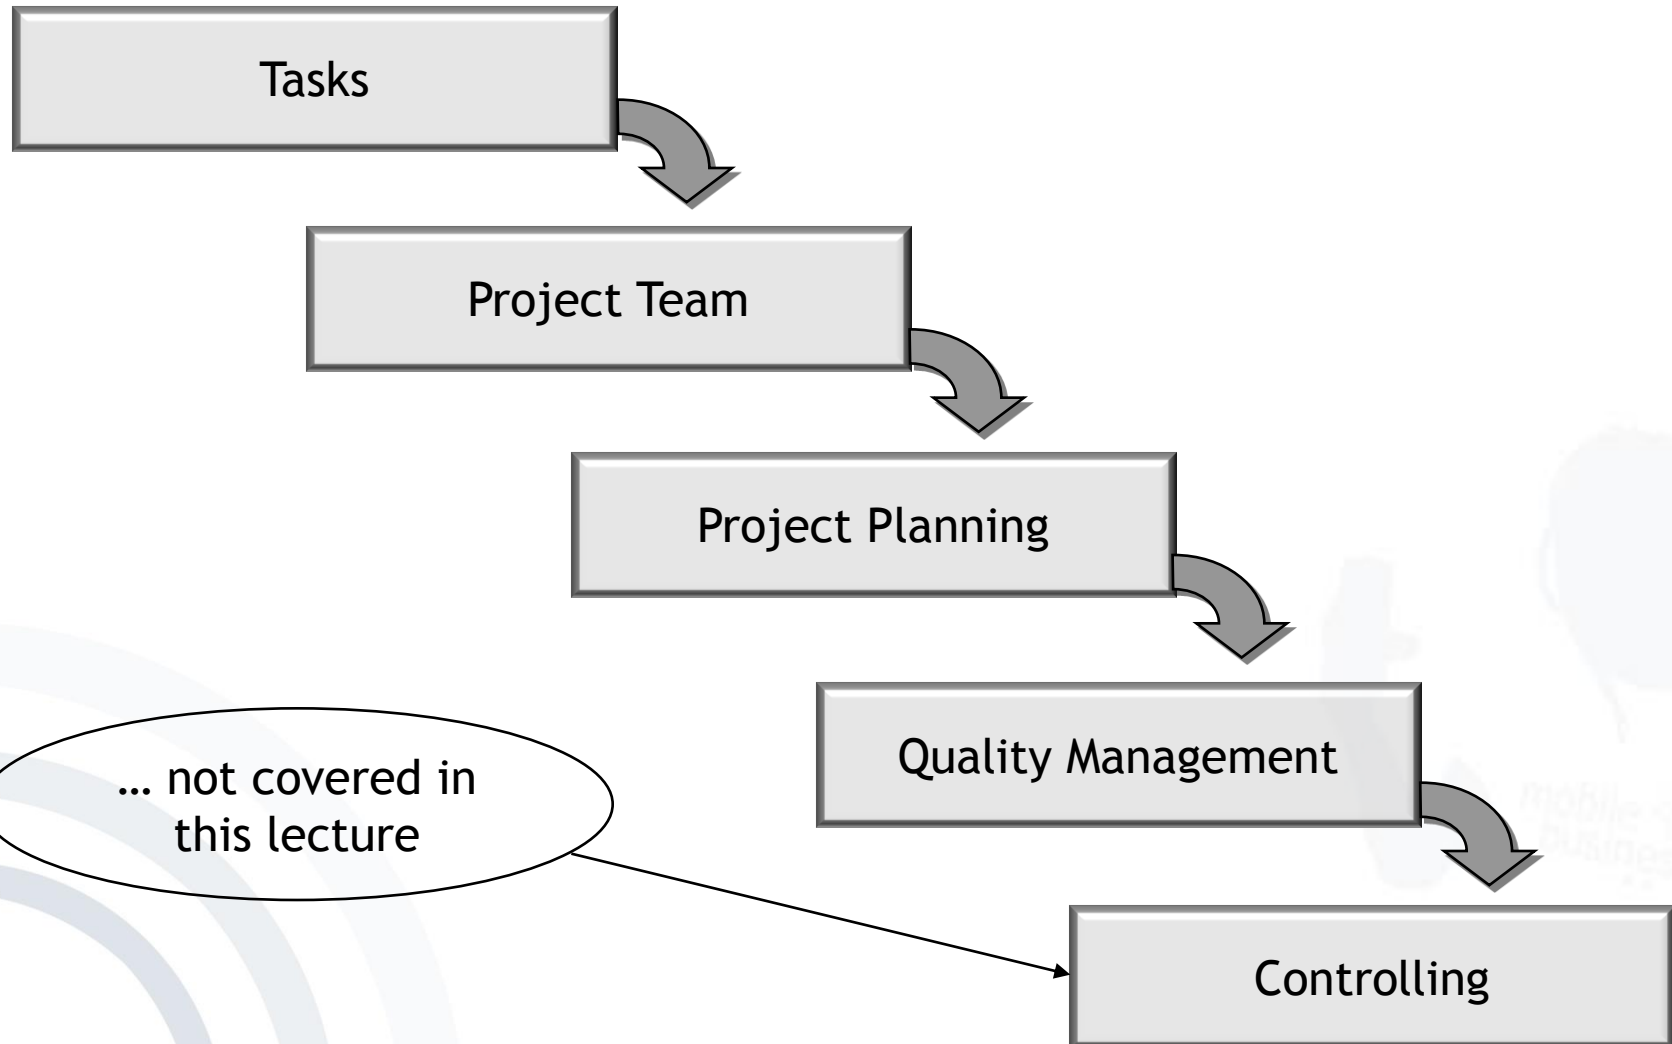 Tasks
Project Team
Project Planning
Quality Management
… not covered in
this lecture
Controlling